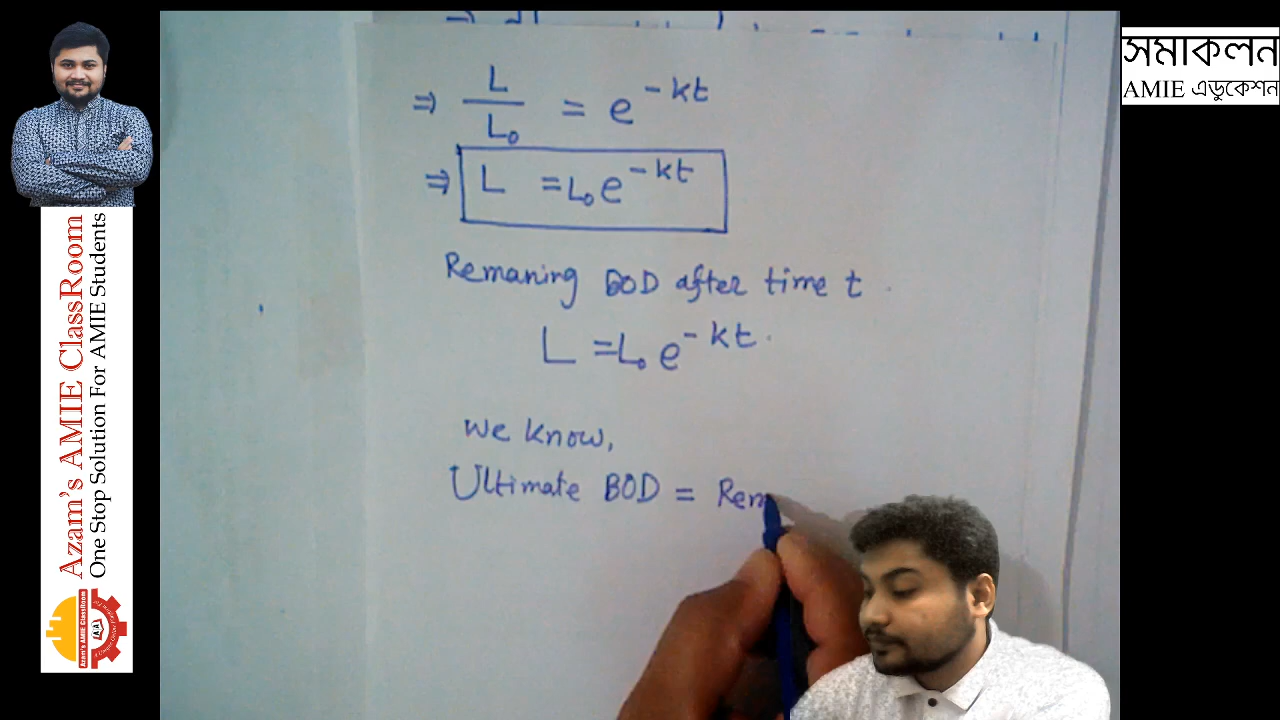 ⇒ L/L₀ = e^-kt
⇒ L = L₀e^-kt
Remaning BOD after time t.
L = L₀ e^-kt.
we know,
Ultimate BOD = Rem
Azam's AMIE ClassRoom
One Stop Solution For AMIE Students
সমাকলন
AMIE এডুকেশন